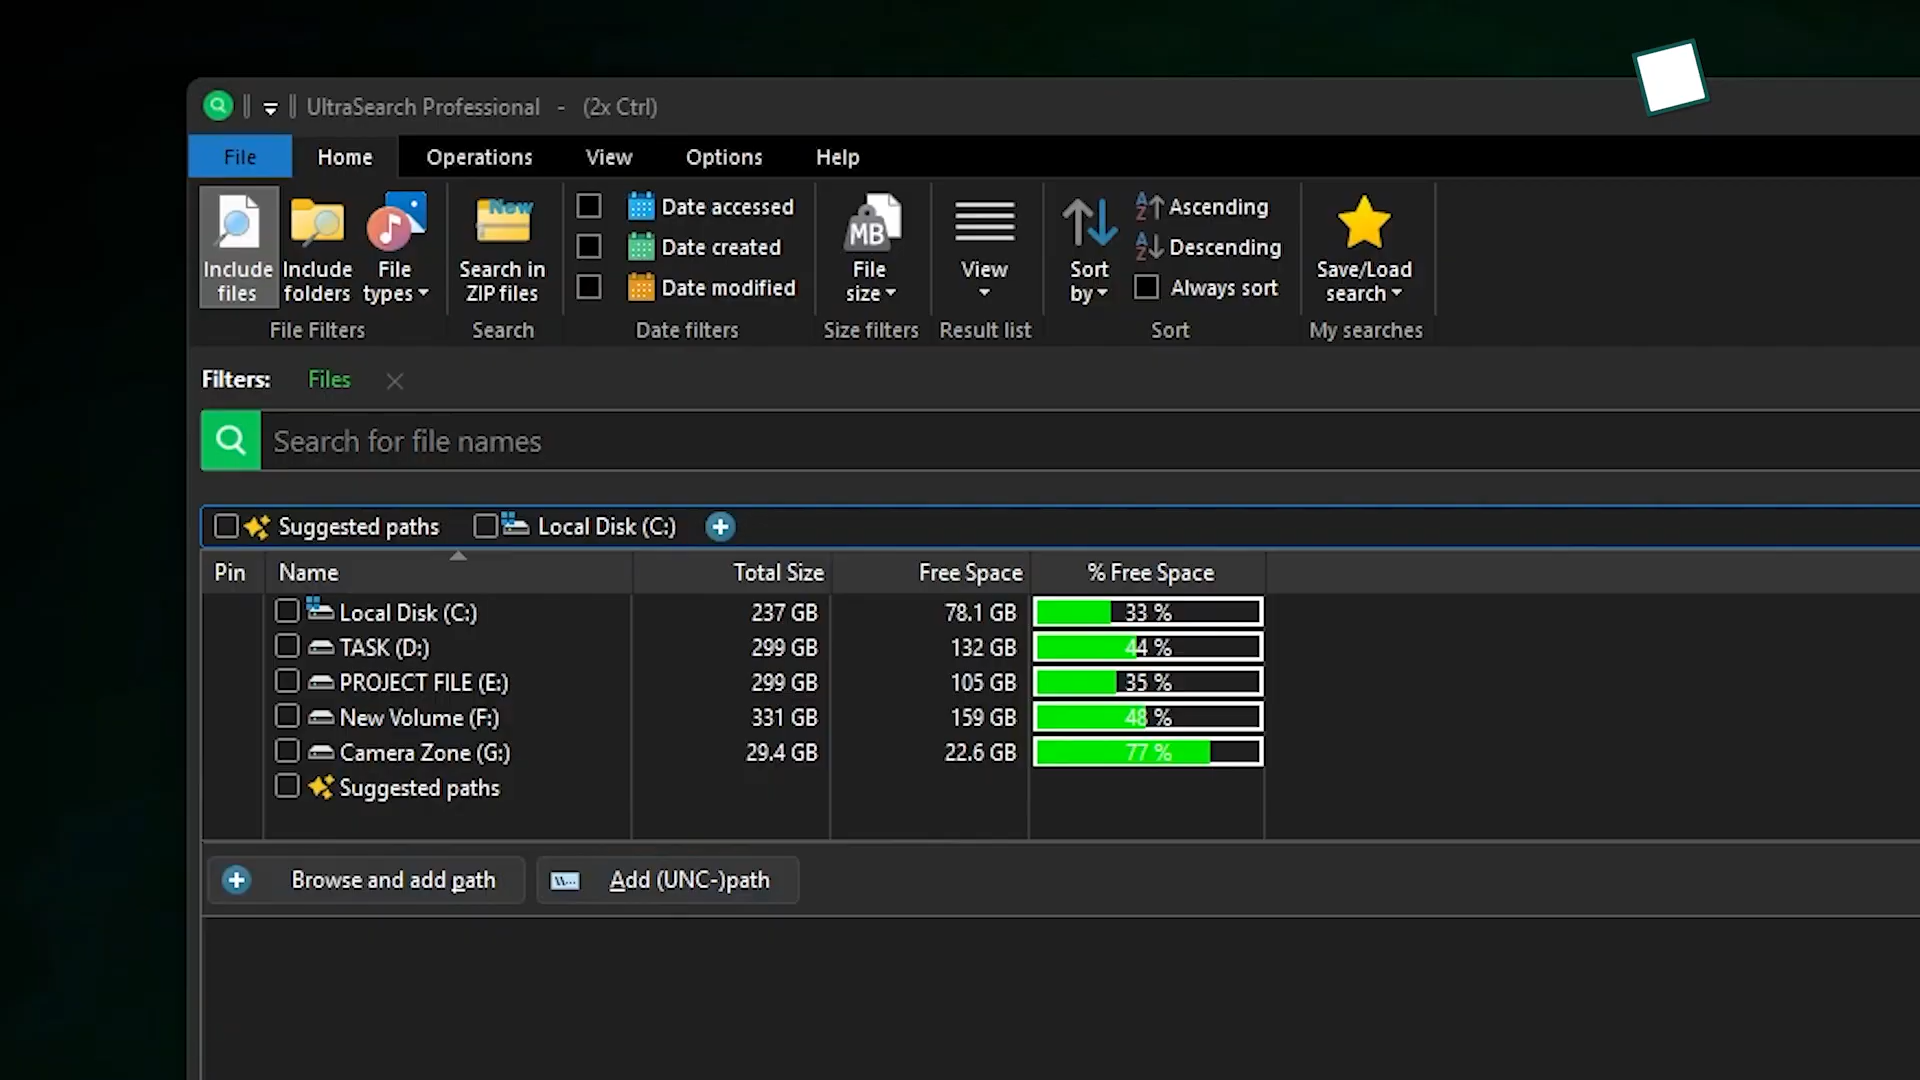 UltraSearch Professional - (2x Ctrl)
File Home Operations View Options Help
Include files
Include folders
File types
File Filters
New
Search in ZIP files
Search
Date accessed
Date created
Date modified
Date filters
MB
File size
Size filters
View
Result list
Sort by
Ascending
Descending
Always sort
Sort
Save/Load search
My searches
Filters: Files
Search for file names
Suggested paths Local Disk (C:)
Pin Name Total Size Free Space % Free Space
Local Disk (C:) 237 GB 78.1 GB 33 %
TASK (D:) 299 GB 132 GB 44 %
PROJECT FILE (E:) 299 GB 105 GB 35 %
New Volume (F:) 331 GB 159 GB 48 %
Camera Zone (G:) 29.4 GB 22.6 GB 77 %
Suggested paths
Browse and add path Add (UNC-)path